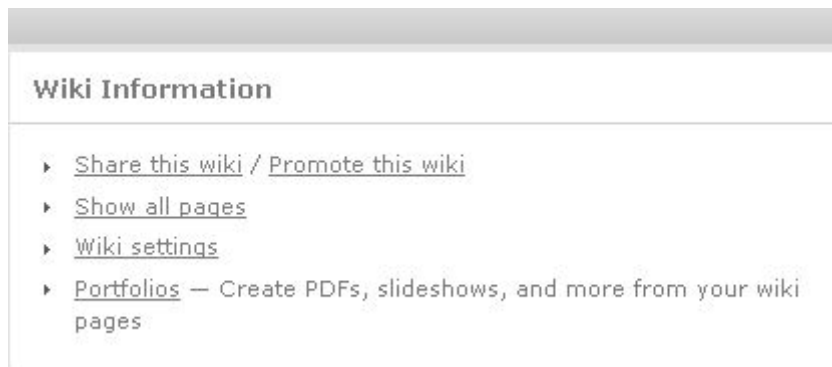 Wiki Information
Share this wiki / Promote this wiki
Show all pages
Wiki settings
Portfolios — Create PDFs, slideshows, and more from your wiki
pages